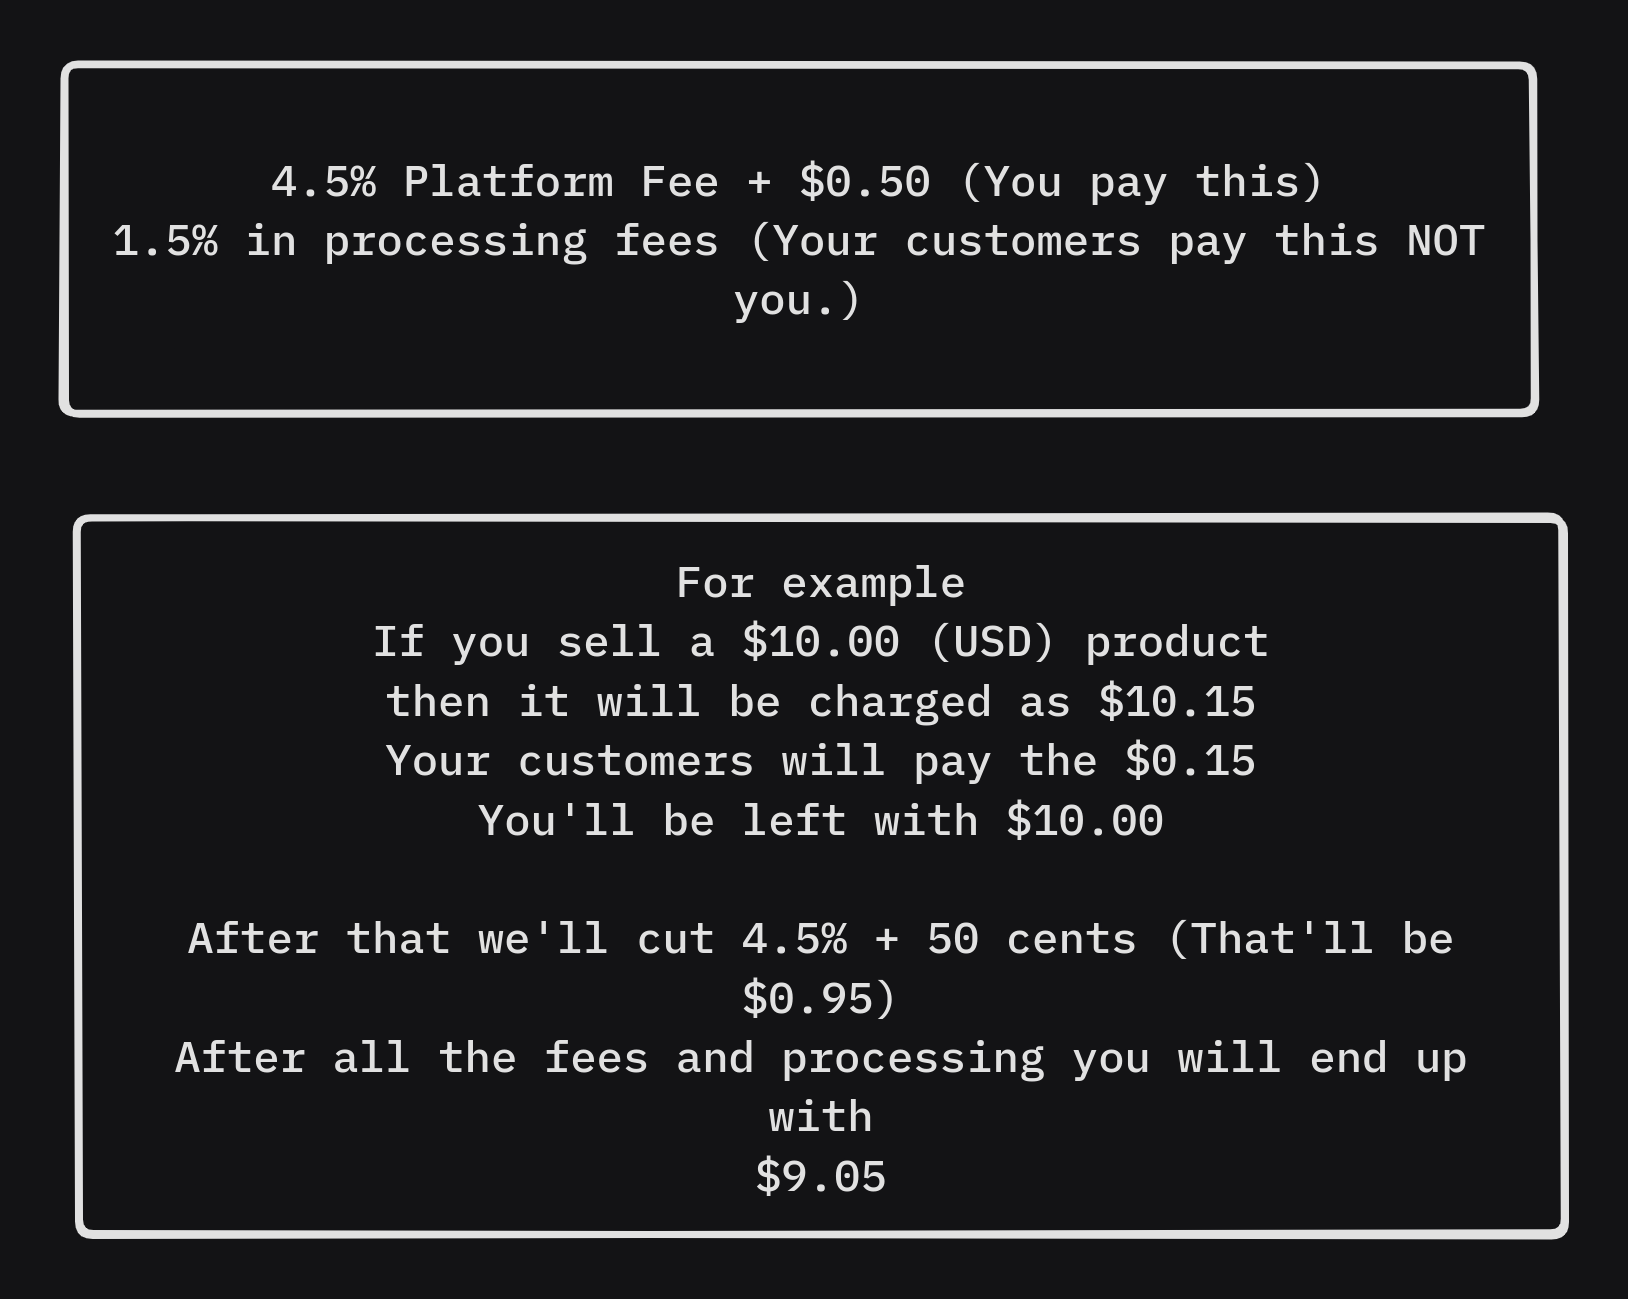 4.5% Platform Fee + $0.50 (You pay this)
1.5% in processing fees (Your customers pay this NOT
you.)
For example
If you sell a $10.00 (USD) product
then it will be charged as $10.15
Your customers will pay the $0.15
You'll be left with $10.00
After that we'll cut 4.5% + 50 cents (That'll be
$0.95)
After all the fees and processing you will end up
with
$9.05